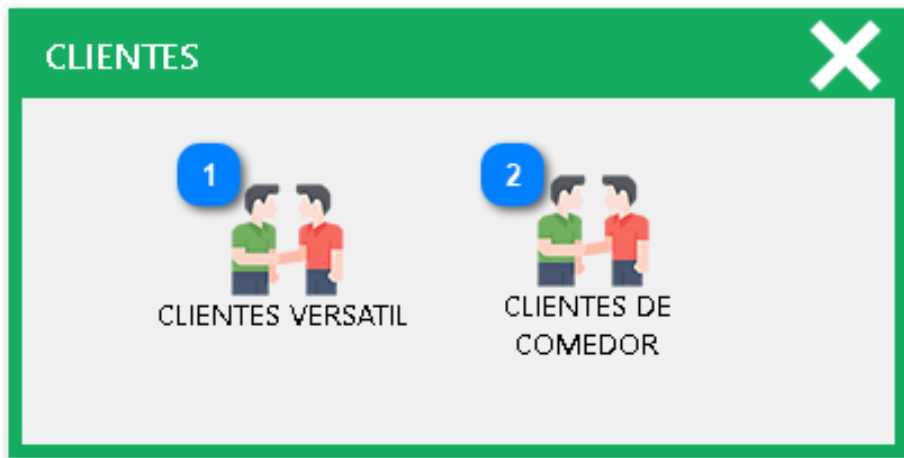 CLIENTES
1
2
CLIENTES VERSATIL
CLIENTES DE
COMEDOR